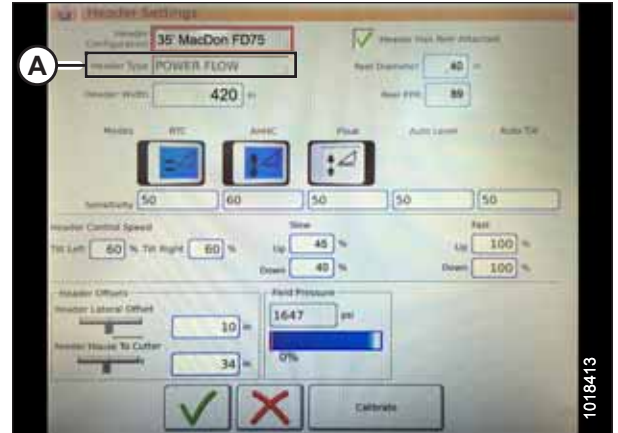 Header Settings
Header Configuration 35' MacDon FD75
Header Has Reel Attached
A
Header Type POWER FLOW
Reel Diameter 40 in
Header Width 420 in
Reel PPR 89
Modes RTC AHHC Float Auto Level Auto Tilt
Sensitivity 50 60 50 50 50
Header Control Speed
Slow Fast
Tilt Left 60 % Tilt Right 60 % Up 45 % Up 100 %
Down 40 % Down 100 %
Header Offsets
Field Pressure
Header Lateral Offset
10 in
1647 psi
Feeder House To Cutter
34 in
0%
Calibrate
1018413